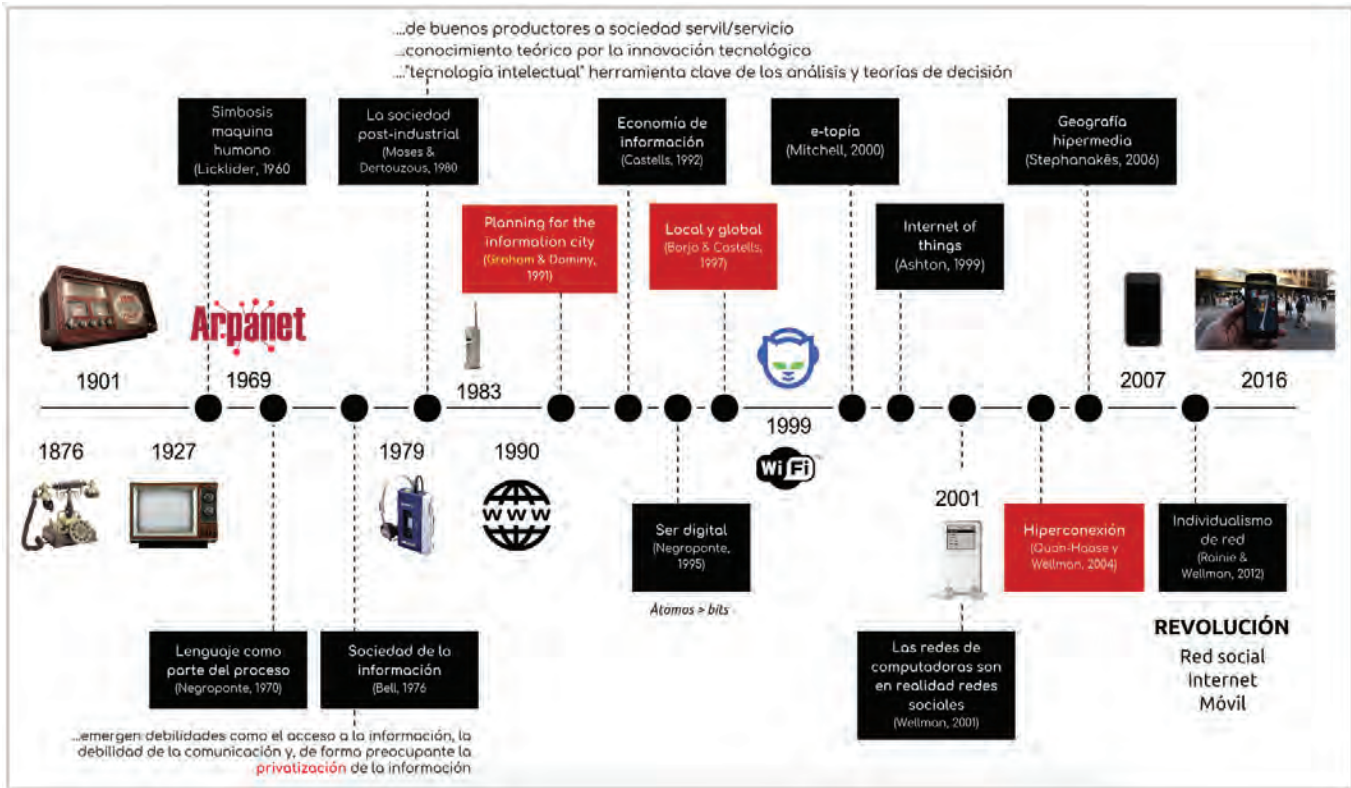 ...de buenos productores a sociedad servil/servicio
...conocimiento teórico por la innovación tecnológica
..."tecnología intelectual" herramienta clave de los análisis y teorías de decisión
Simbosis
maquina
humano
(Licklider, 1960
La sociedad
post-industrial
(Moses &
Dertouzous, 1980
Economía de
información
(Castells, 1992)
e-topía
(Mitchell, 2000)
Geografía
hipermedia
(Stephanakēs, 2006)
Planning for the
information city
(Graham & Dominy,
1991)
Local y global
(Borja & Castells,
1997)
Internet of
things
(Ashton, 1999)
Arpanet
1901
1969
1983
2007
2016
1876
1927
1979
1990
1999
WWW
WiFi
2001
Ser digital
(Negroponte,
1995)
Átomos > bits
Hiperconexión
(Quan-Haase y
Wellman, 2004)
Individualismo
de red
(Rainie &
Wellman, 2012)
REVOLUCIÓN
Red social
Internet
Móvil
Lenguaje como
parte del proceso
(Negroponte, 1970)
Sociedad de la
información
(Bell, 1976
Las redes de
computadoras son
en realidad redes
sociales
(Wellman, 2001)
...emergen debilidades como el acceso a la información, la
debilidad de la comunicación y, de forma preocupante la
privatización de la información